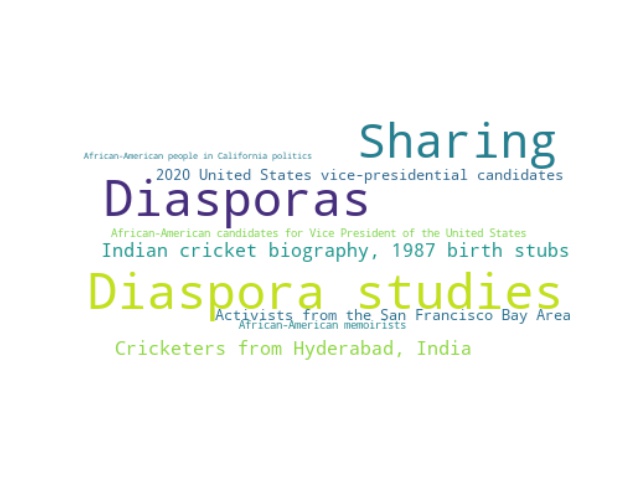 Sharing
African-American people in California politics
2020 United States vice-presidential candidates
Diasporas
African-American candidates for Vice President of the United States
Indian cricket biography, 1987 birth stubs
Diaspora studies
Activists from the San Francisco Bay Area
African-American memoirists
Cricketers from Hyderabad, India